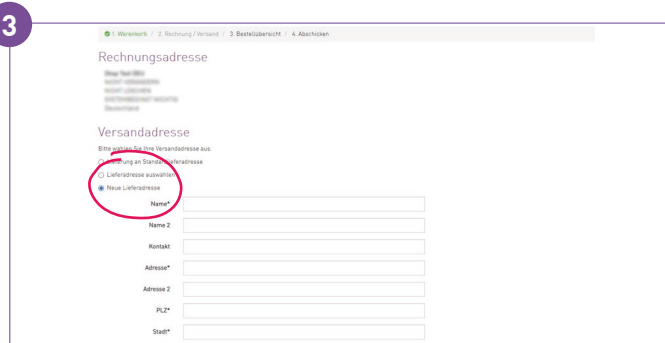 3
1. Warenkorb / 2. Rechnung / Versand / 3. Bestellübersicht / 4. Abschicken
Rechnungsadresse
Versandadresse
Bitte wählen Sie Ihre Versandadresse aus.
Lieferung an Standardlieferadresse
Lieferadresse auswählen
Neue Lieferadresse
Name*
Name 2
Kontakt
Adresse*
Adresse 2
PLZ*
Stadt*